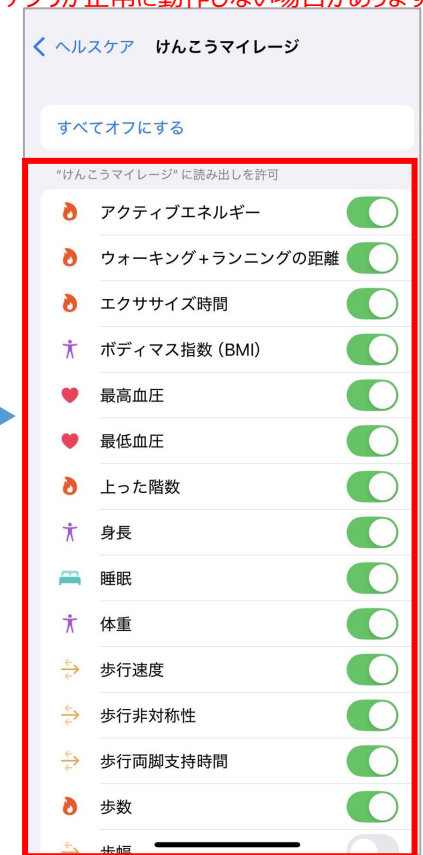 アプリが正常に動作しない場合があります
ヘルスケア けんこうマイレージ
すべてオフにする
"けんこうマイレージ" に読み出しを許可
アクティブエネルギー
ウォーキング+ランニングの距離
エクササイズ時間
ボディマス指数 (BMI)
最高血圧
最低血圧
上った階数
身長
睡眠
体重
歩行速度
歩行非対称性
歩行両脚支持時間
歩数
歩幅